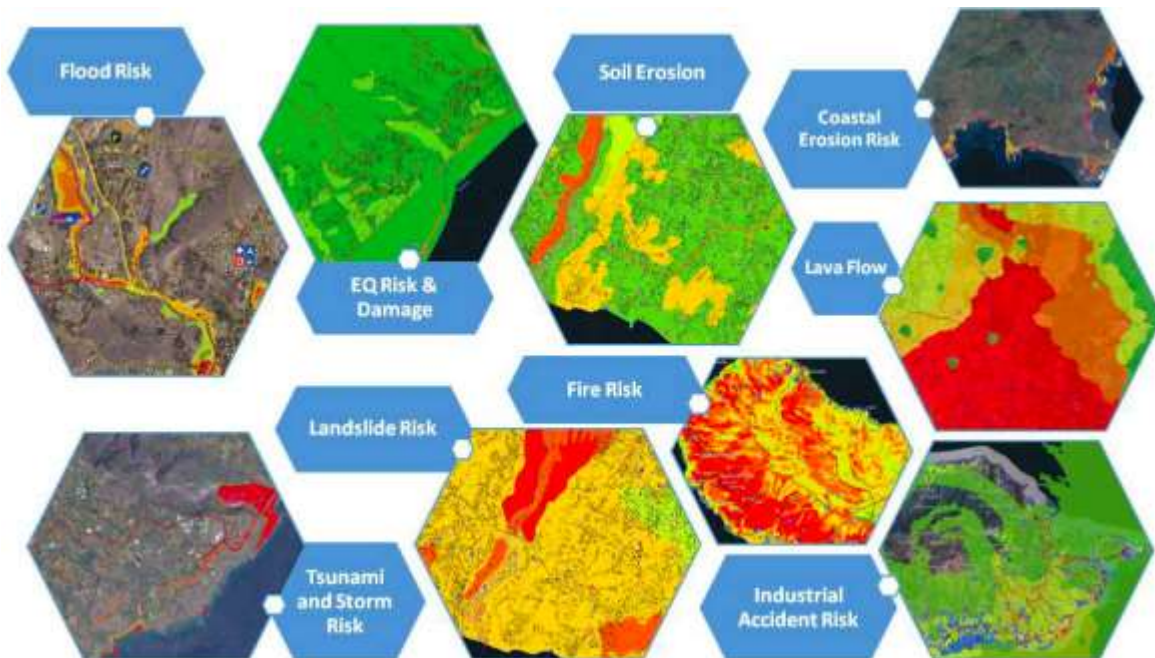 Flood Risk
Soil Erosion
Coastal
Erosion Risk
EQ Risk &
Damage
Lava Flow
Fire Risk
Landslide Risk
Tsunami
and Storm
Risk
Industrial
Accident Risk